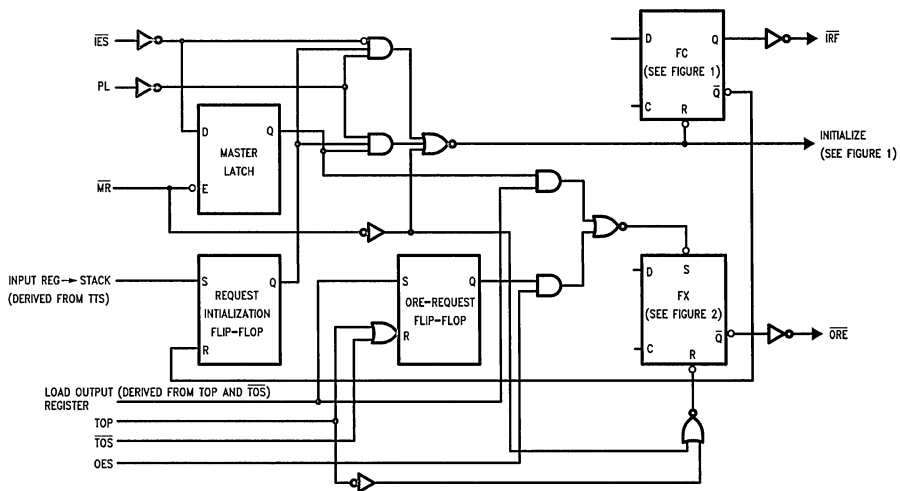 IES
PL
MR
INPUT REG→STACK
(DERIVED FROM TTS)
D
Q
MASTER
LATCH
E
S
Q
REQUEST
INTIALIZATION
FLIP-FLOP
R
S
Q
ORE-REQUEST
FLIP-FLOP
R
LOAD OUTPUT (DERIVED FROM TOP AND TOS)
REGISTER
TOP
TOS
OES
D
Q
FC
(SEE FIGURE 1)
Q
C
R
IRF
INITIALIZE
(SEE FIGURE 1)
D
S
FX
(SEE FIGURE 2)
Q
C
R
ORE